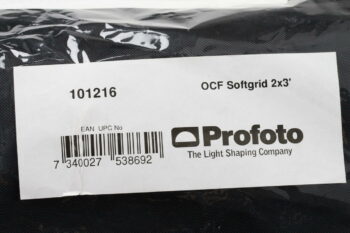 101216
OCF Softgrid 2x3'
EAN UPC No
7 340027 538692
Profoto
The Light Shaping Company